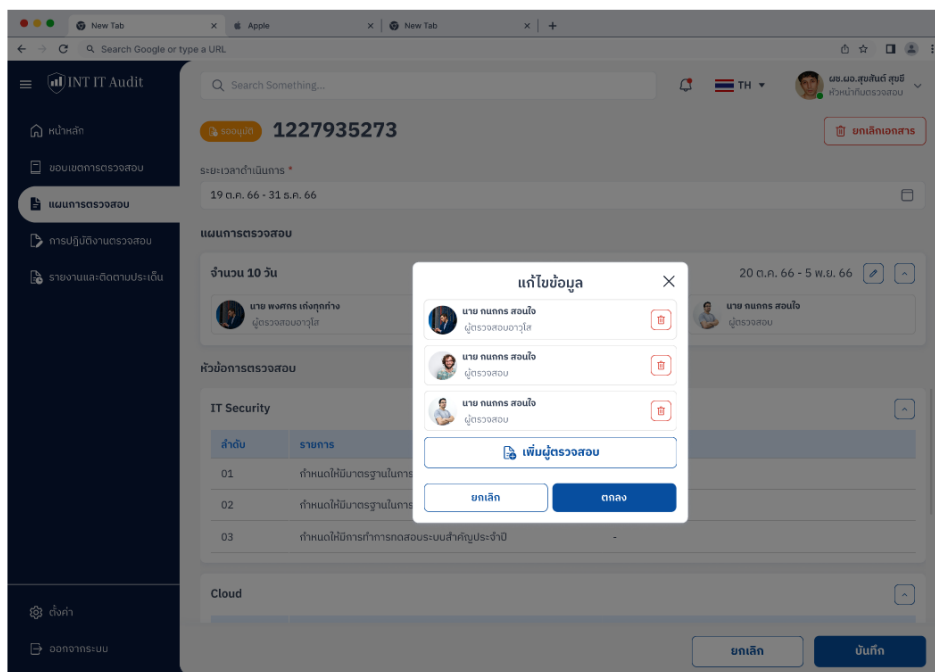 New Tab
Apple
New Tab
Search Google or type a URL
INT IT Audit
Search Something...
TH
ผช.ผอ.สุขสันต์ สุขชี
หัวหน้าทีมตรวจสอบ
หน้าหลัก
ขอบเขตการตรวจสอบ
แผนการตรวจสอบ
การปฏิบัติงานตรวจสอบ
รายงานและติดตามประเด็น
รออนุมัติ
1227935273
ยกเลิกเอกสาร
ระยะเวลาดำเนินการ *
19 ต.ค. 66 - 31 ธ.ค. 66
แผนการตรวจสอบ
จำนวน 10 วัน
20 ต.ค. 66 - 5 พ.ย. 66
นาย พงศกร เก่งทุกทาง
ผู้ตรวจสอบอาวุโส
นาย กนกกร สอนใจ
ผู้ตรวจสอบ
หัวข้อการตรวจสอบ
IT Security
ลำดับ รายการ
01 กำหนดให้มีมาตรฐานในการ
02 กำหนดให้มีมาตรฐานในการ
03 กำหนดให้มีการทำการทดสอบระบบสำคัญประจำปี -
Cloud
แก้ไขข้อมูล
นาย กนกกร สอนใจ
ผู้ตรวจสอบอาวุโส
นาย กนกกร สอนใจ
ผู้ตรวจสอบ
นาย กนกกร สอนใจ
ผู้ตรวจสอบ
เพิ่มผู้ตรวจสอบ
ยกเลิก
ตกลง
ตั้งค่า
ออกจากระบบ
ยกเลิก
บันทึก